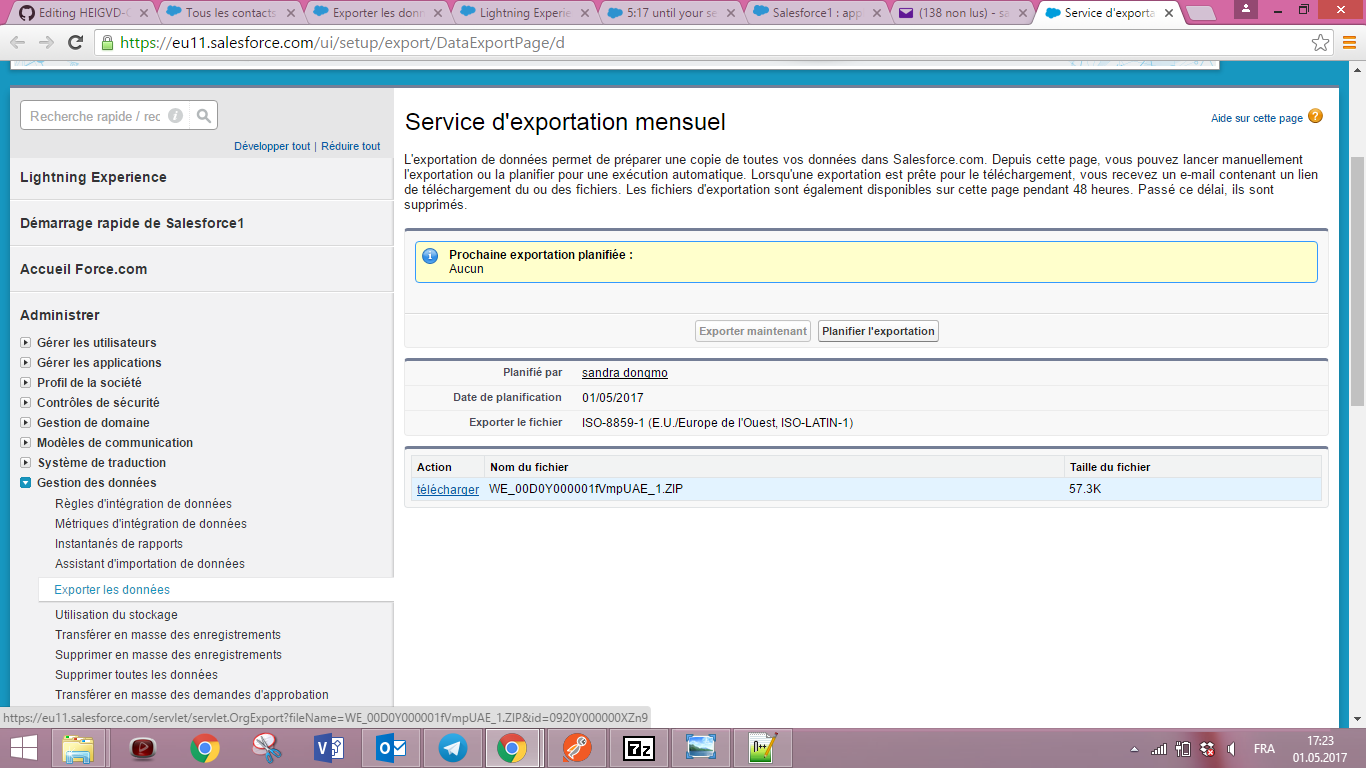 Editing HEIGVD-C
Tous les contacts
Exporter les donn
Lightning Experie
5:17 until your se
Salesforce1 : app
(138 non lus) - sa
Service d'exporta
https://eu11.salesforce.com/ui/setup/export/DataExportPage/d
Recherche rapide / rec
Développer tout | Réduire tout
Lightning Experience
Démarrage rapide de Salesforce1
Accueil Force.com
Administrer
Gérer les utilisateurs
Gérer les applications
Profil de la société
Contrôles de sécurité
Gestion de domaine
Modèles de communication
Système de traduction
Gestion des données
Règles d'intégration de données
Métriques d'intégration de données
Instantanés de rapports
Assistant d'importation de données
Exporter les données
Utilisation du stockage
Transférer en masse des enregistrements
Supprimer en masse des enregistrements
Supprimer toutes les données
Transférer en masse des demandes d'approbation
Service d'exportation mensuel
Aide sur cette page
L'exportation de données permet de préparer une copie de toutes vos données dans Salesforce.com. Depuis cette page, vous pouvez lancer manuellement
l'exportation ou la planifier pour une exécution automatique. Lorsqu'une exportation est prête pour le téléchargement, vous recevez un e-mail contenant un lien
de téléchargement du ou des fichiers. Les fichiers d'exportation sont également disponibles sur cette page pendant 48 heures. Passé ce délai, ils sont
supprimés.
Prochaine exportation planifiée :
Aucun
Exporter maintenant
Planifier l'exportation
Planifié par sandra dongmo
Date de planification 01/05/2017
Exporter le fichier ISO-8859-1 (E.U./Europe de l'Ouest, ISO-LATIN-1)
Action Nom du fichier Taille du fichier
télécharger WE_00D0Y000001fVmpUAE_1.ZIP 57.3K
https://eu11.salesforce.com/servlet/servlet.OrgExport?fileName=WE_00D0Y000001fVmpUAE_1.ZIP&id=0920Y000000XZn9
FRA
17:23
01.05.2017